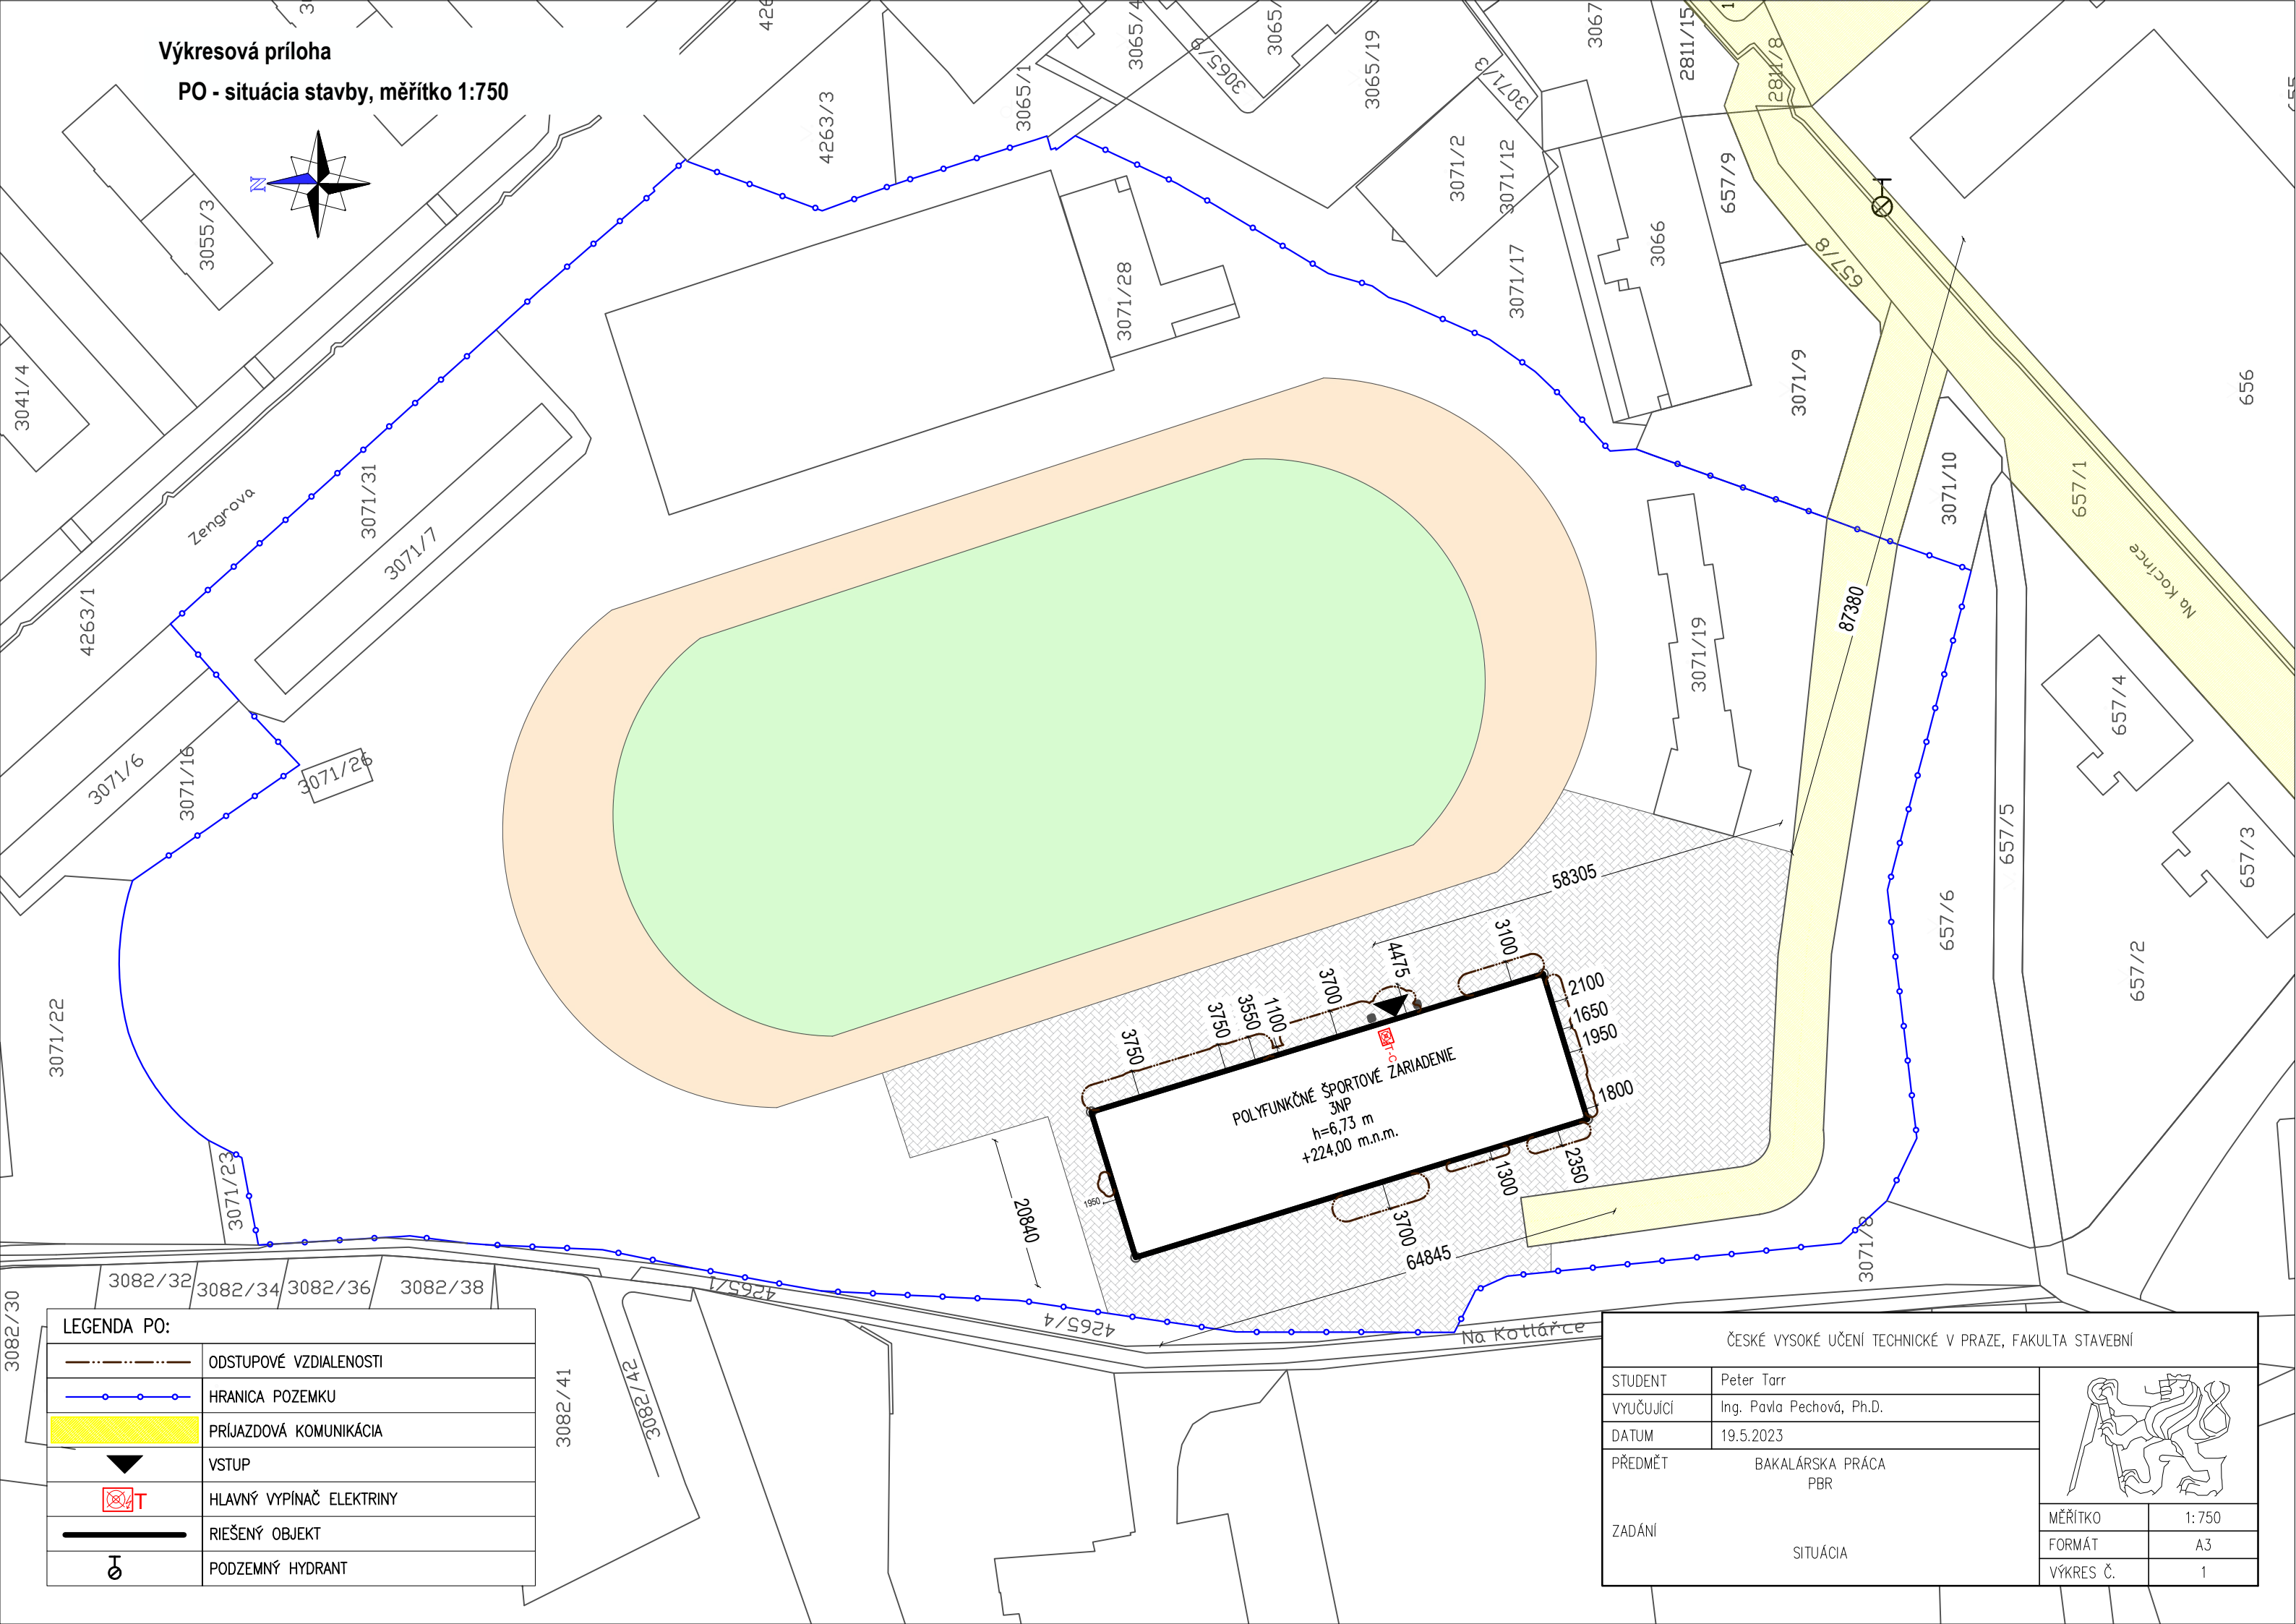 Výkresová príloha
PO - situácia stavby, měřítko 1:750
N
4263/3
3065/1
3065/4
3065/9
3065/19
3071/3
3067
2811/15
2811/8
3055/3
3071/2
3071/12
657/9
3066
657/8
3071/28
3071/17
3041/4
3071/9
656
3071/31
Zengrova
3071/7
3071/10
657/1
Na Kocínce
4263/1
87380
3071/19
657/4
3071/6
3071/16
3071/26
657/5
657/3
58305
657/6
657/2
3071/22
3750
3750
3550
1100
3700
4475
3100
2100
1650
1950
1800
T-C
POLYFUNKČNÉ ŠPORTOVÉ ZARIADENIE
3NP
h=6,73 m
+224,00 m.n.m.
1950
2350
1300
3700
20840
64845
3071/23
3071/8
4265/1
4265/4
Na Kotlářce
3082/30
3082/32
3082/34
3082/36
3082/38
3082/41
3082/42
LEGENDA PO:
ODSTUPOVÉ VZDIALENOSTI
HRANICA POZEMKU
PRÍJAZDOVÁ KOMUNIKÁCIA
VSTUP
T
HLAVNÝ VYPÍNAČ ELEKTRINY
RIEŠENÝ OBJEKT
PODZEMNÝ HYDRANT
ČESKÉ VYSOKÉ UČENÍ TECHNICKÉ V PRAZE, FAKULTA STAVEBNÍ
STUDENT Peter Tarr
VYUČUJÍCÍ Ing. Pavla Pechová, Ph.D.
DATUM 19.5.2023
PŘEDMĚT BAKALÁRSKA PRÁCA
PBR
ZADÁNÍ
SITUÁCIA
MĚŘÍTKO 1:750
FORMÁT A3
VÝKRES Č. 1